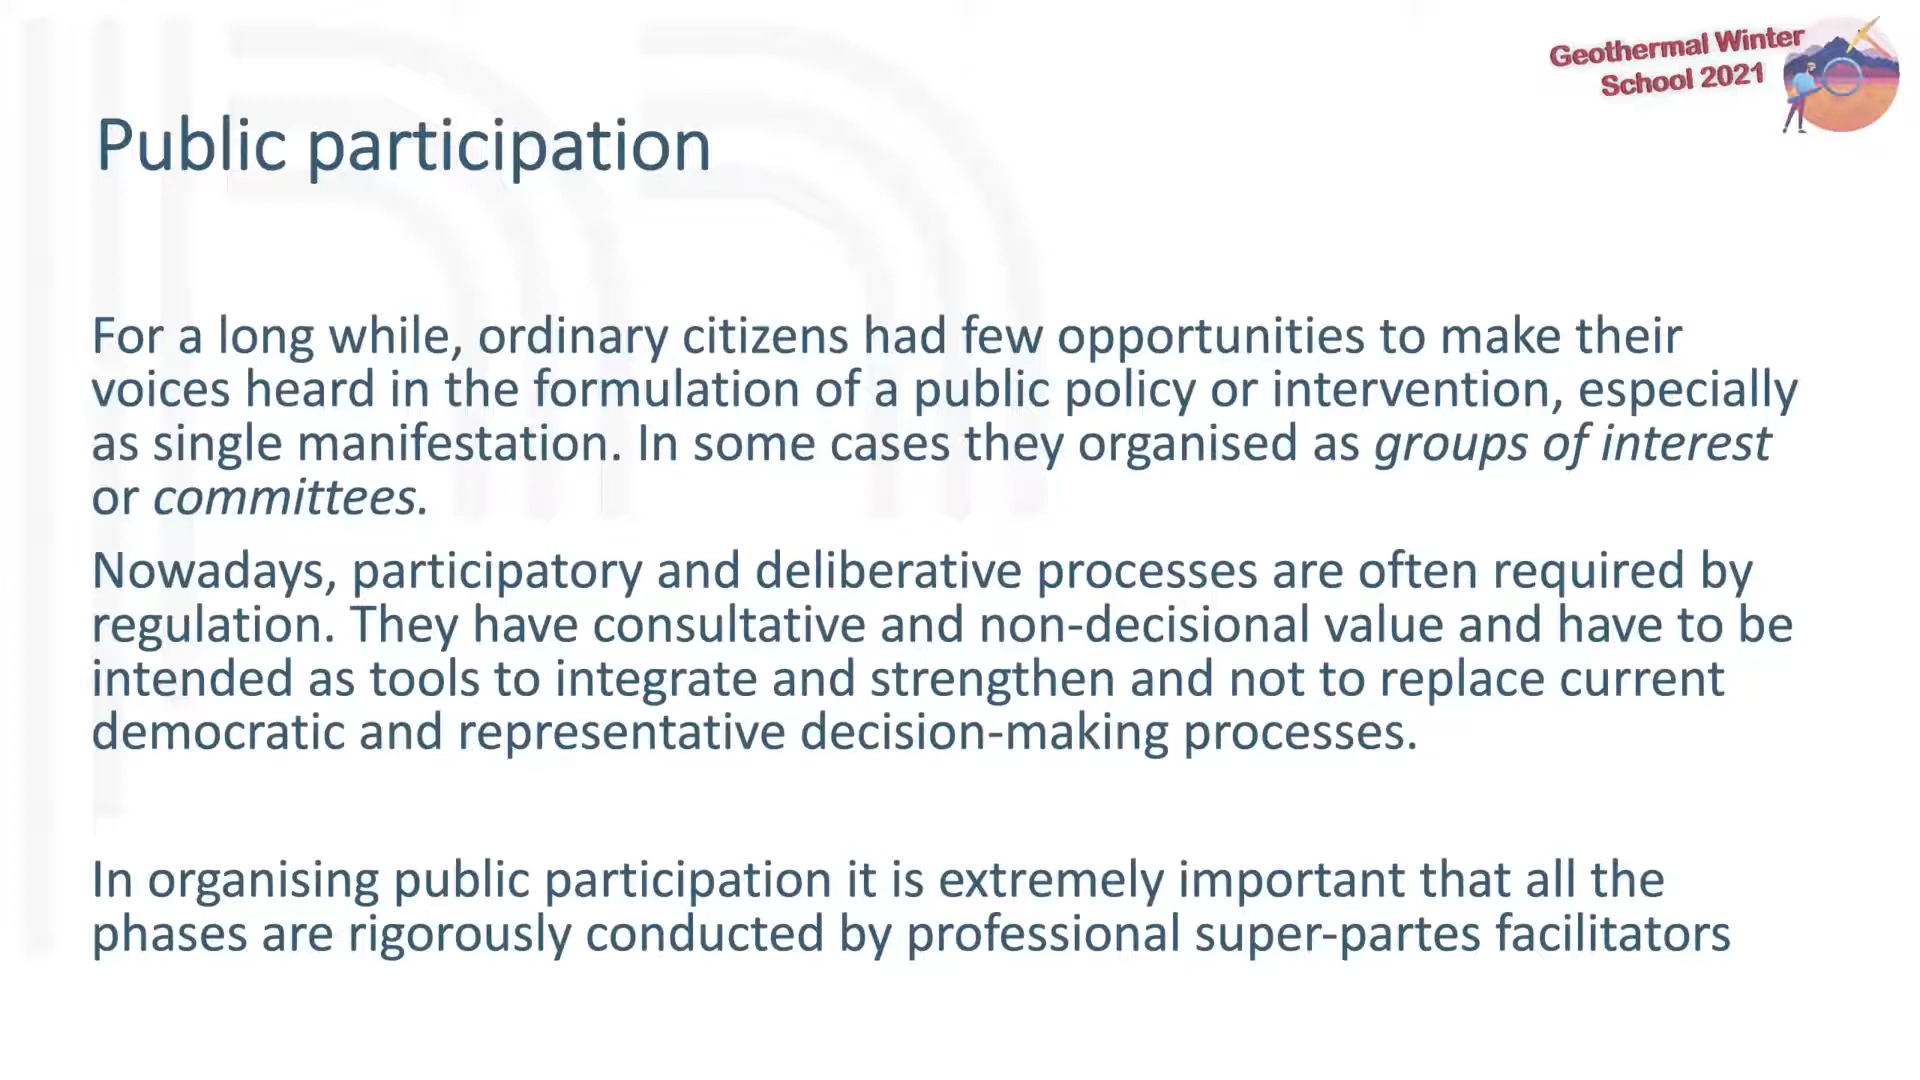 Geothermal Winter
School 2021
Public participation
For a long while, ordinary citizens had few opportunities to make their
voices heard in the formulation of a public policy or intervention, especially
as single manifestation. In some cases they organised as groups of interest
or committees.
Nowadays, participatory and deliberative processes are often required by
regulation. They have consultative and non-decisional value and have to be
intended as tools to integrate and strengthen and not to replace current
democratic and representative decision-making processes.
In organising public participation it is extremely important that all the
phases are rigorously conducted by professional super-partes facilitators